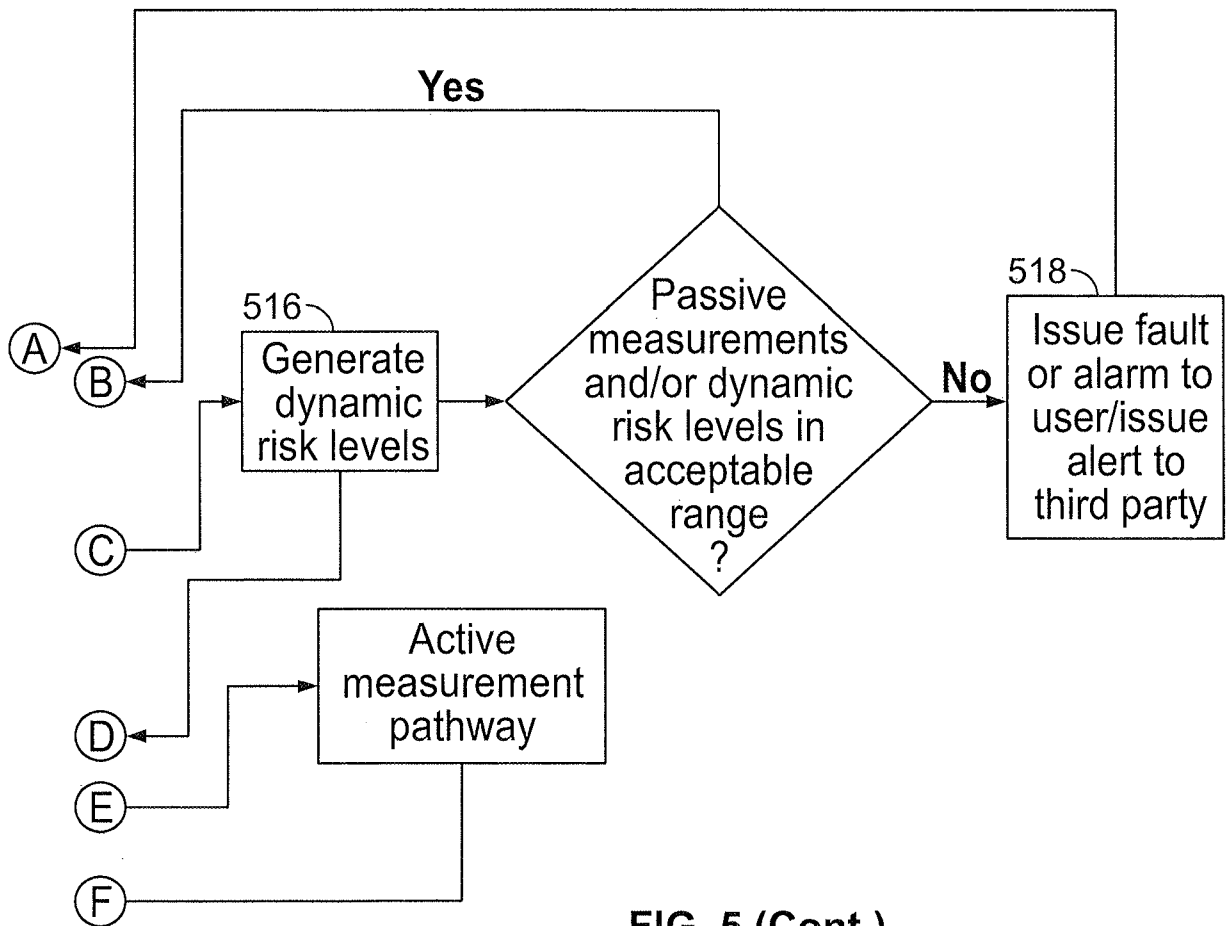 Yes
516
Generate
dynamic
risk levels
Passive
measurements
and/or dynamic
risk levels in
acceptable
range
?
No
518
Issue fault
or alarm to
user/issue
alert to
third party
A
B
C
D
E
F
Active
measurement
pathway
FIG. 5 (Cont.)